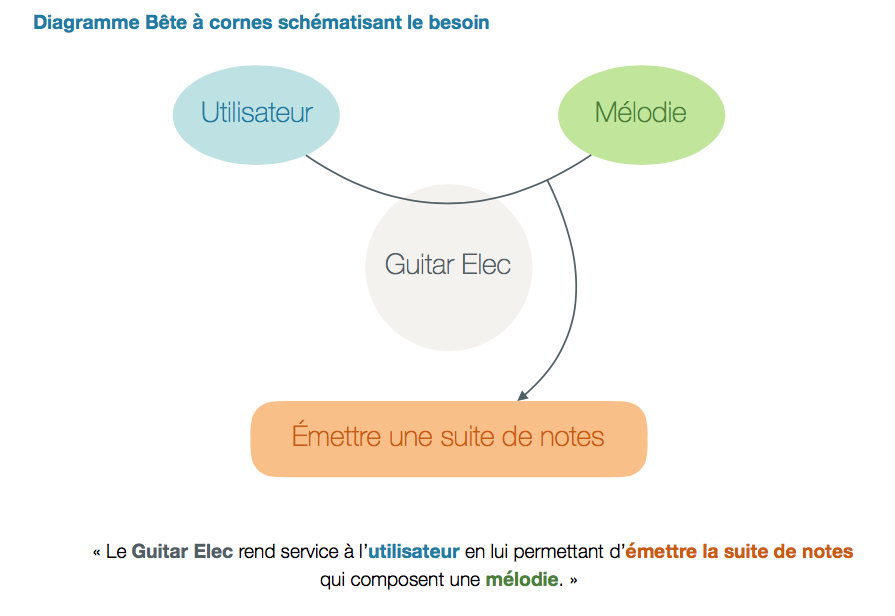 Diagramme Bête à cornes schématisant le besoin
Utilisateur
Mélodie
Guitar Elec
Émettre une suite de notes
« Le Guitar Elec rend service à l’utilisateur en lui permettant d’émettre la suite de notes
qui composent une mélodie. »